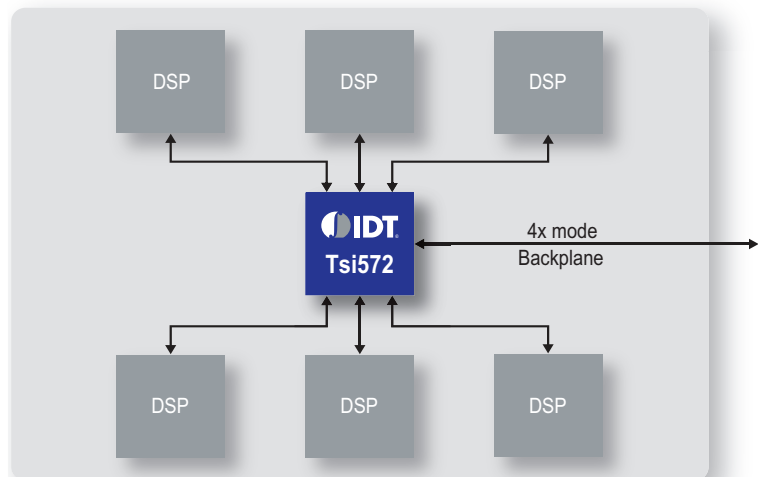 DSP
DSP
DSP
IDT
Tsi572
4x mode
Backplane
DSP
DSP
DSP